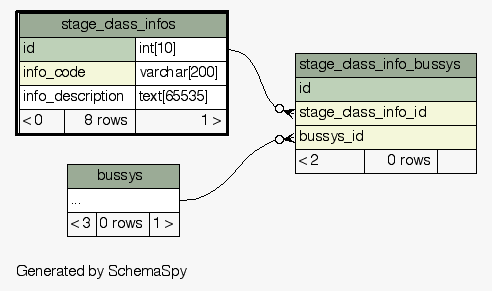 stage_class_infos
id int[10]
info_code varchar[200]
info_description text[65535]
< 0 8 rows 1 >
stage_class_info_bussys
id
stage_class_info_id
bussys_id
< 2 0 rows
bussys
...
< 3 0 rows 1 >
Generated by SchemaSpy